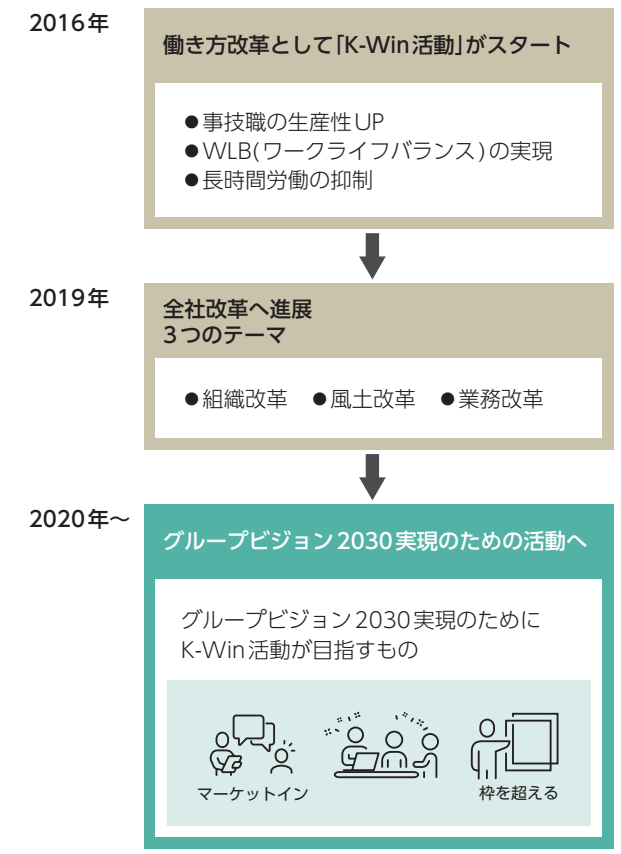 2016年
働き方改革として「K-Win活動」がスタート
●事技職の生産性UP
●WLB(ワークライフバランス)の実現
●長時間労働の抑制
2019年
全社改革へ進展
3つのテーマ
●組織改革 ●風土改革 ●業務改革
2020年～
グループビジョン2030実現のための活動へ
グループビジョン2030実現のために
K-Win活動が目指すもの
マーケットイン
枠を超える